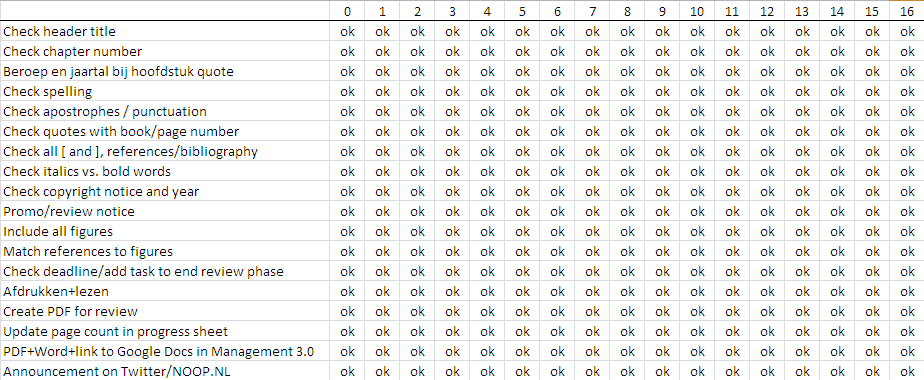 0 1 2 3 4 5 6 7 8 9 10 11 12 13 14 15 16
Check header title ok ok ok ok ok ok ok ok ok ok ok ok ok ok ok ok ok
Check chapter number ok ok ok ok ok ok ok ok ok ok ok ok ok ok ok ok ok
Beroep en jaartal bij hoofdstuk quote ok ok ok ok ok ok ok ok ok ok ok ok ok ok ok ok ok
Check spelling ok ok ok ok ok ok ok ok ok ok ok ok ok ok ok ok ok
Check apostrophes / punctuation ok ok ok ok ok ok ok ok ok ok ok ok ok ok ok ok ok
Check quotes with book/page number ok ok ok ok ok ok ok ok ok ok ok ok ok ok ok ok ok
Check all [ and ], references/bibliography ok ok ok ok ok ok ok ok ok ok ok ok ok ok ok ok ok
Check italics vs. bold words ok ok ok ok ok ok ok ok ok ok ok ok ok ok ok ok ok
Check copyright notice and year ok ok ok ok ok ok ok ok ok ok ok ok ok ok ok ok ok
Promo/review notice ok ok ok ok ok ok ok ok ok ok ok ok ok ok ok ok ok
Include all figures ok ok ok ok ok ok ok ok ok ok ok ok ok ok ok ok ok
Match references to figures ok ok ok ok ok ok ok ok ok ok ok ok ok ok ok ok ok
Check deadline/add task to end review phase ok ok ok ok ok ok ok ok ok ok ok ok ok ok ok ok ok
Afdrukken+lezen ok ok ok ok ok ok ok ok ok ok ok ok ok ok ok ok ok
Create PDF for review ok ok ok ok ok ok ok ok ok ok ok ok ok ok ok ok ok
Update page count in progress sheet ok ok ok ok ok ok ok ok ok ok ok ok ok ok ok ok ok
PDF+Word+link to Google Docs in Management 3.0 ok ok ok ok ok ok ok ok ok ok ok ok ok ok ok ok ok
Announcement on Twitter/NOOP.NL ok ok ok ok ok ok ok ok ok ok ok ok ok ok ok ok ok